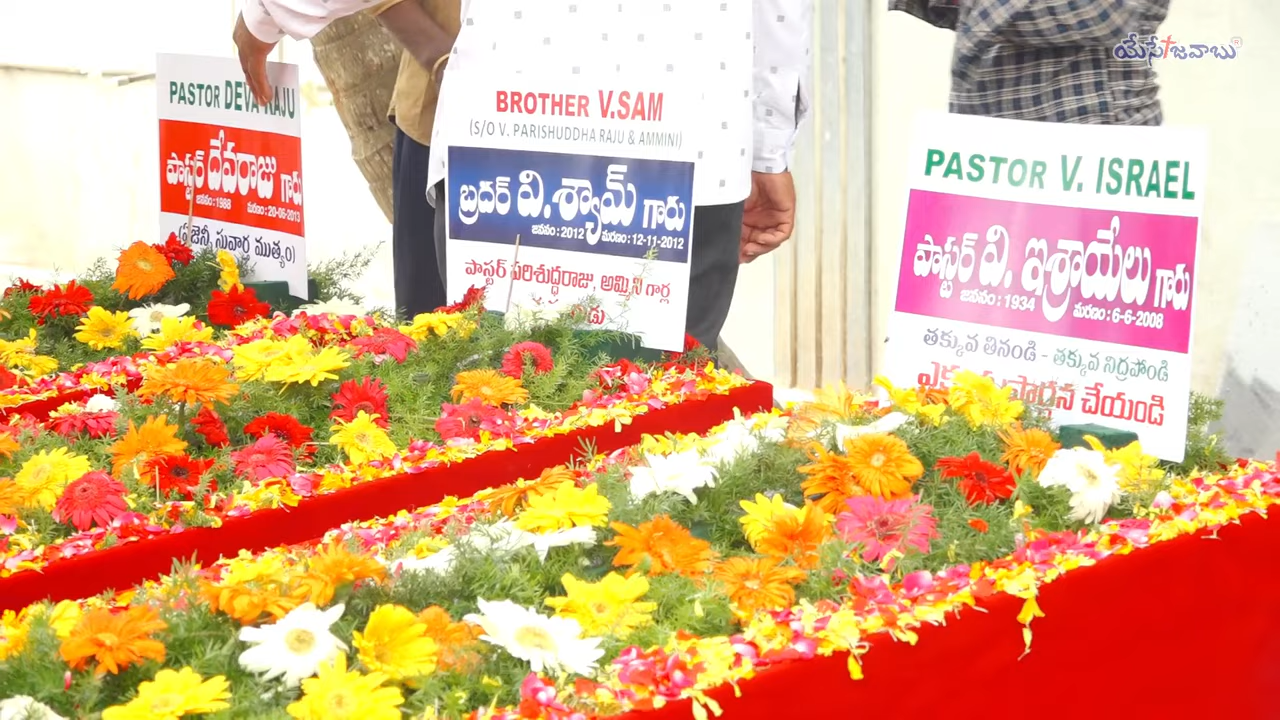 యేసే జవాబు
PASTOR DEVA RAJU
పాస్టర్ దేవరాజు గారు
జననం: 1988 మరణం: 20-06-2013
సువార్త ముత్యం)
BROTHER V.SAM
(S/O V. PARISHUDDHA RAJU & AMMINI)
బ్రదర్ వి.శ్యామ్ గారు
జననం: 2012 మరణం: 12-11-2012
పాస్టర్ పరిశుద్ధరాజు, అమ్మిని గార్ల
PASTOR V. ISRAEL
పాస్టర్ వి. ఇశ్రాయేలు గారు
జననం: 1934 మరణం: 6-6-2008
తక్కువ తినండి - తక్కువ నిద్రపోండి
ఎక్కువ ప్రార్థన చేయండి